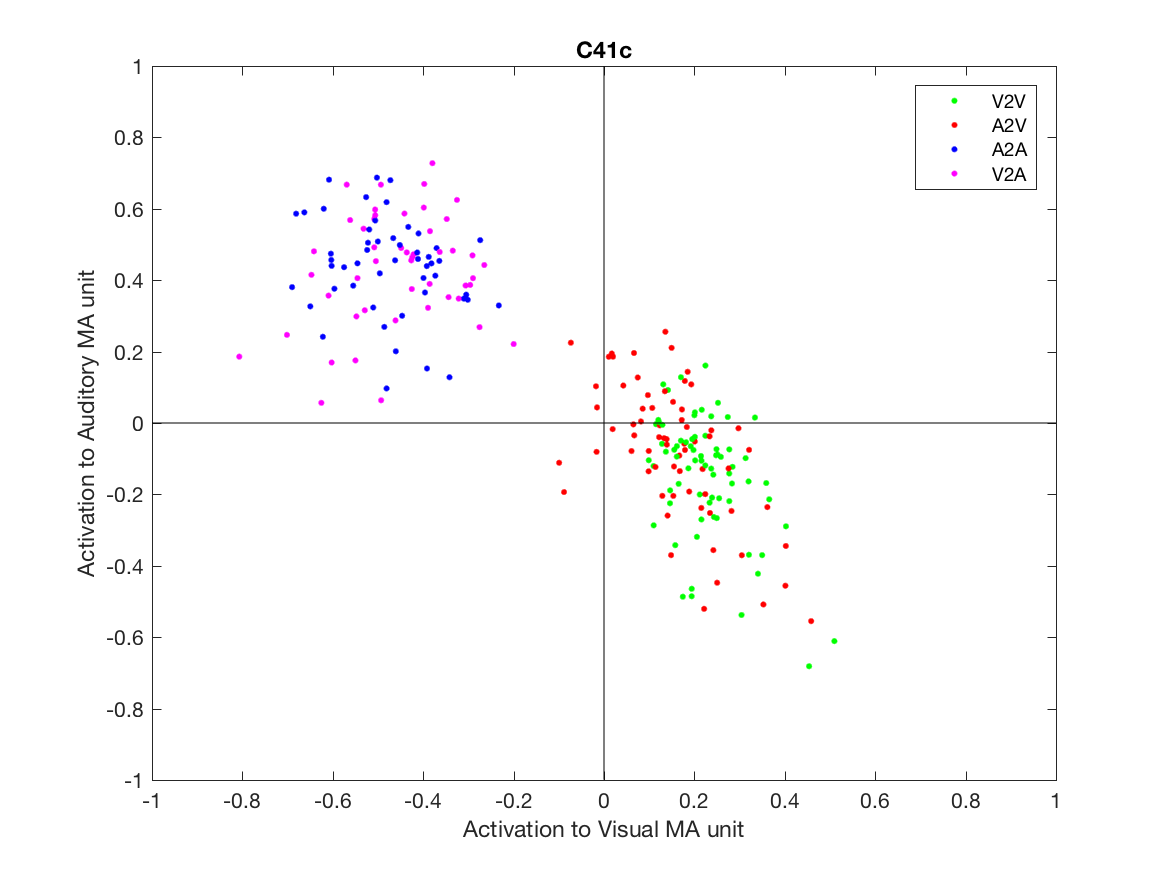 C41c
1
0.8
0.6
0.4
0.2
0
-0.2
-0.4
-0.6
-0.8
-1
Activation to Auditory MA unit
V2V
A2V
A2A
V2A
-1 -0.8 -0.6 -0.4 -0.2 0 0.2 0.4 0.6 0.8 1
Activation to Visual MA unit